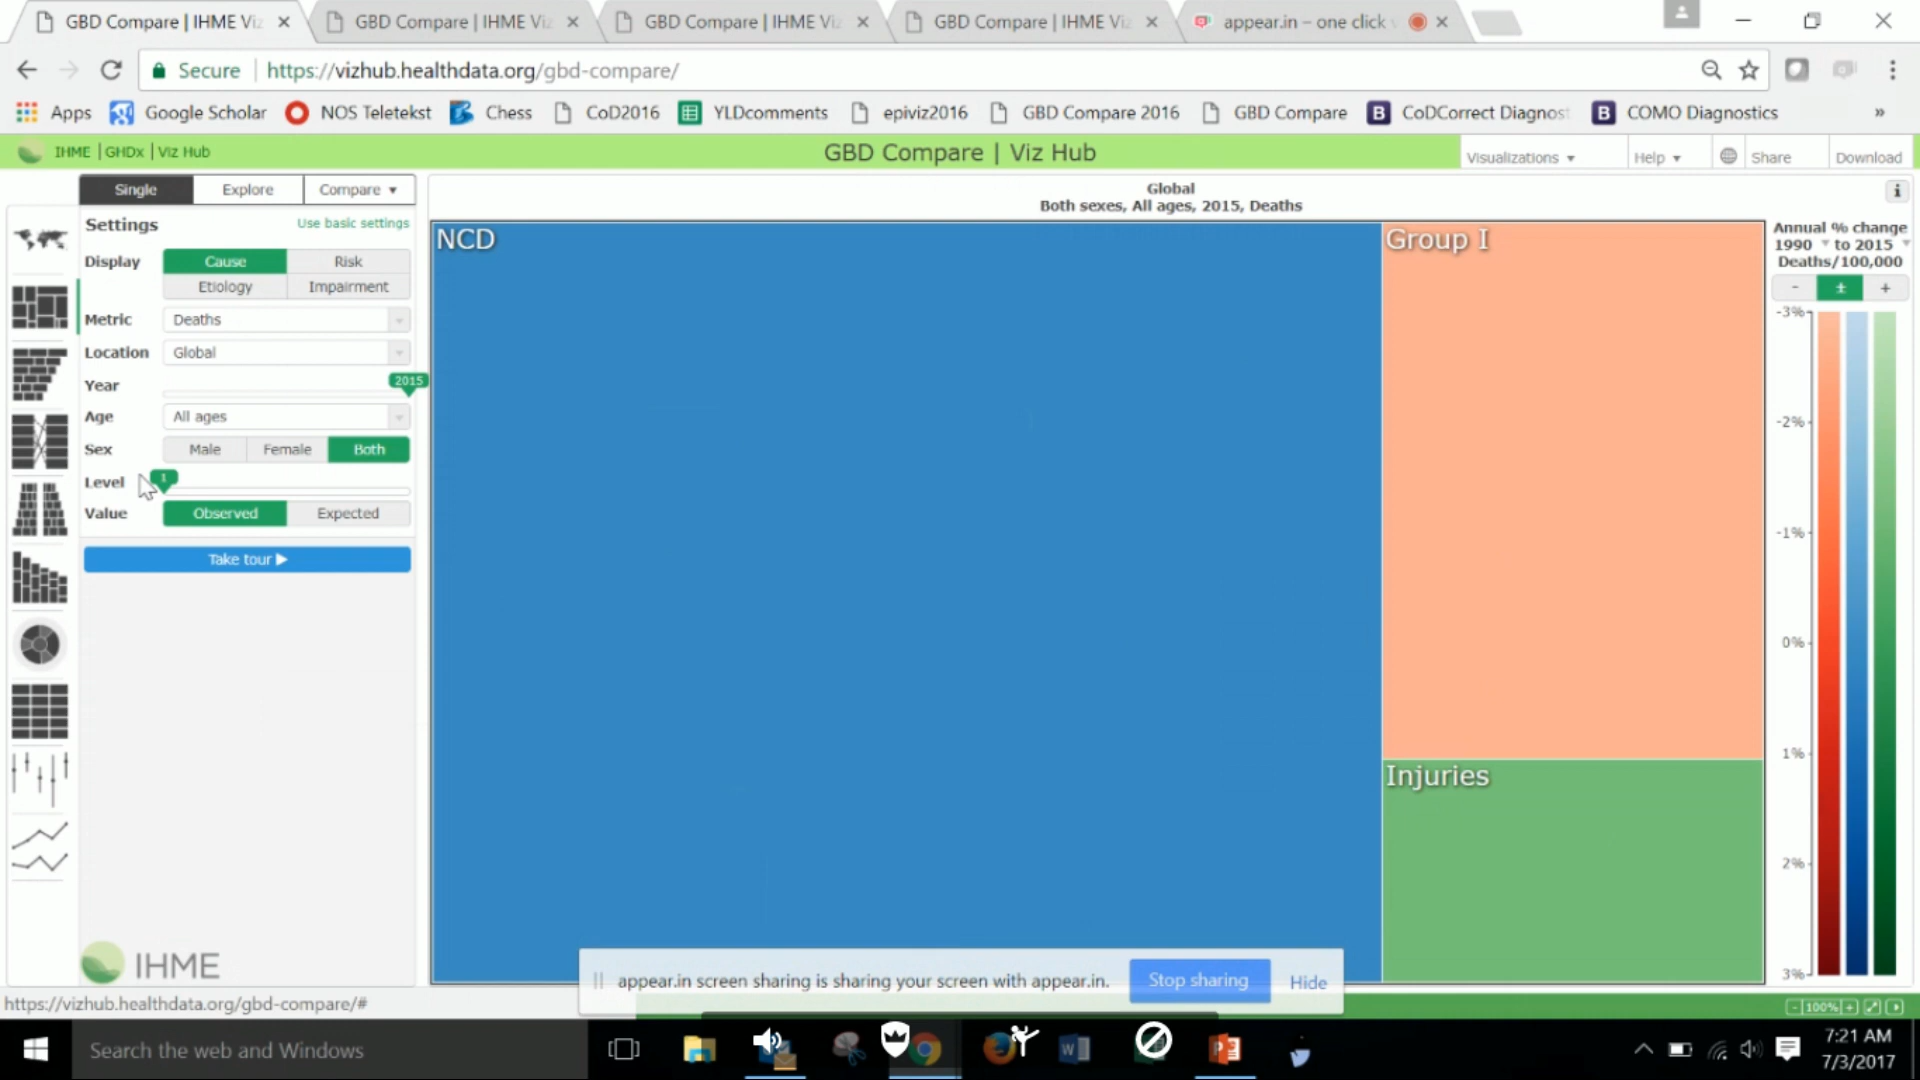 GBD Compare | IHME Viz
GBD Compare | IHME Viz
GBD Compare | IHME Viz
GBD Compare | IHME Viz
appear.in – one click
Secure
https://vizhub.healthdata.org/gbd-compare/
Apps
Google Scholar
NOS Teletekst
Chess
CoD2016
YLDcomments
epiviz2016
GBD Compare 2016
GBD Compare
CoDCorrect Diagnost
COMO Diagnostics
»
IHME | GHDx | Viz Hub
GBD Compare | Viz Hub
Visualizations
Help
Share
Download
Single
Explore
Compare
Settings
Use basic settings
Display
Cause
Risk
Etiology
Impairment
Metric
Deaths
Location
Global
Year
2015
Age
All ages
Sex
Male
Female
Both
Level
1
Value
Observed
Expected
Take tour
IHME
Global
Both sexes, All ages, 2015, Deaths
NCD
Group I
Injuries
i
Annual % change
1990 to 2015
Deaths/100,000
-
±
+
-3%
-2%
-1%
0%
1%
2%
3%
appear.in screen sharing is sharing your screen with appear.in.
Stop sharing
Hide
https://vizhub.healthdata.org/gbd-compare/#
- 100% +
Search the web and Windows
7:21 AM
7/3/2017